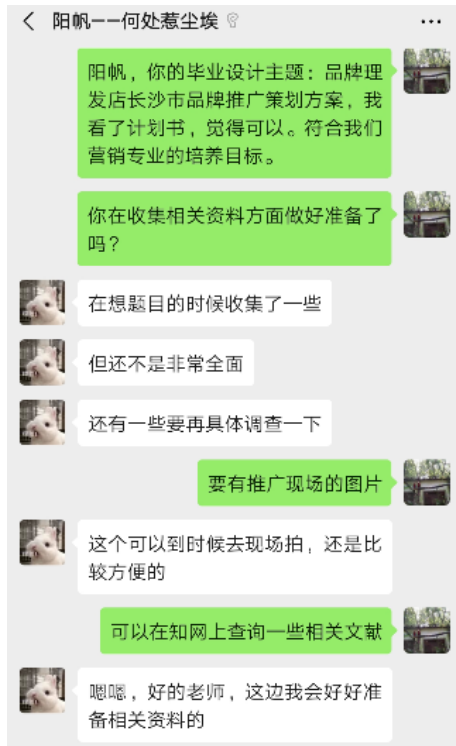 阳帆——何处惹尘埃
阳帆，你的毕业设计主题：品牌理
发店长沙市品牌推广策划方案，我
看了计划书，觉得可以。符合我们
营销专业的培养目标。
你在收集相关资料方面做好准备了
吗？
在想题目的时候收集了一些
但还不是非常全面
还有一些要再具体调查一下
要有推广现场的图片
这个可以到时候去现场拍，还是比
较方便的
可以在知网上查询一些相关文献
嗯嗯，好的老师，这边我会好好准
备相关资料的